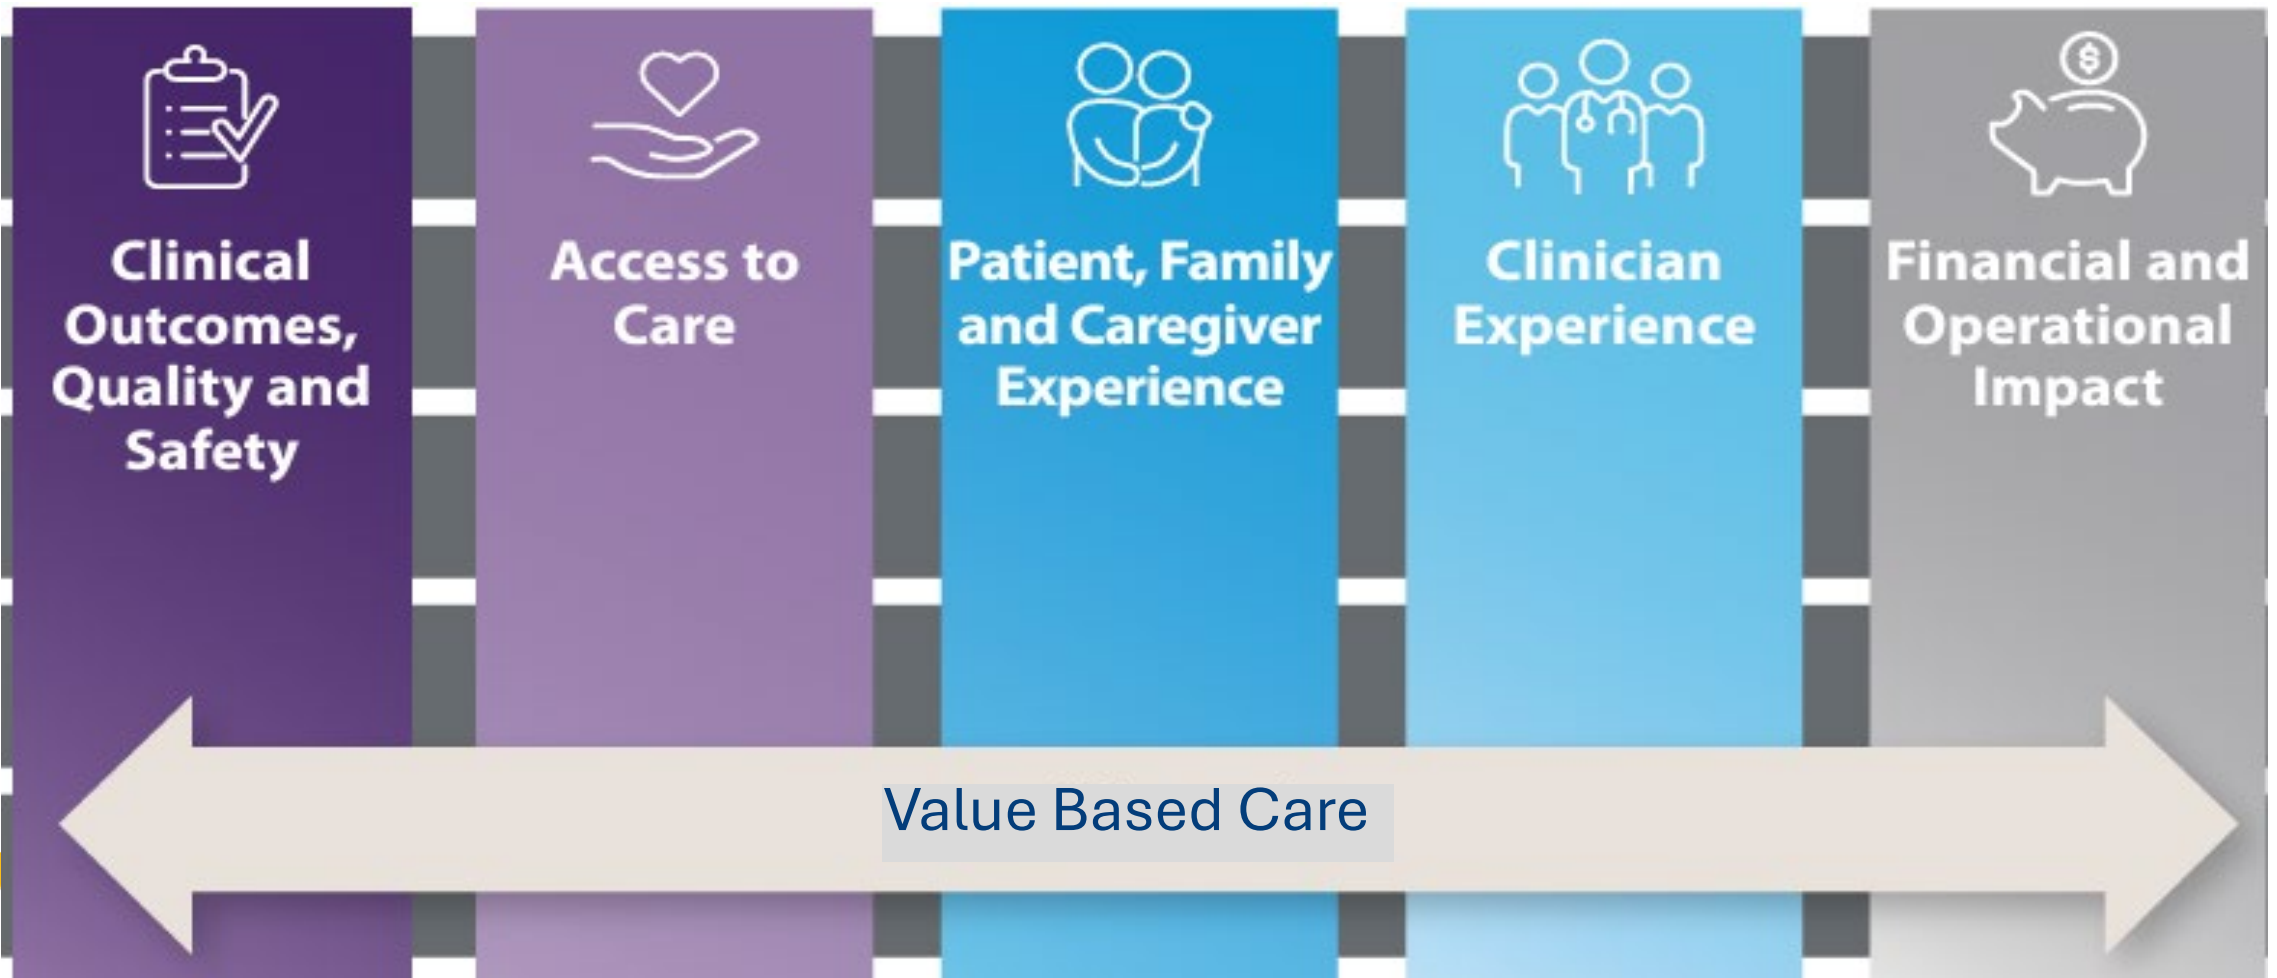 $
Clinical
Outcomes,
Quality and
Safety
Access to
Care
Patient, Family
and Caregiver
Experience
Clinician
Experience
Financial and
Operational
Impact
Value Based Care